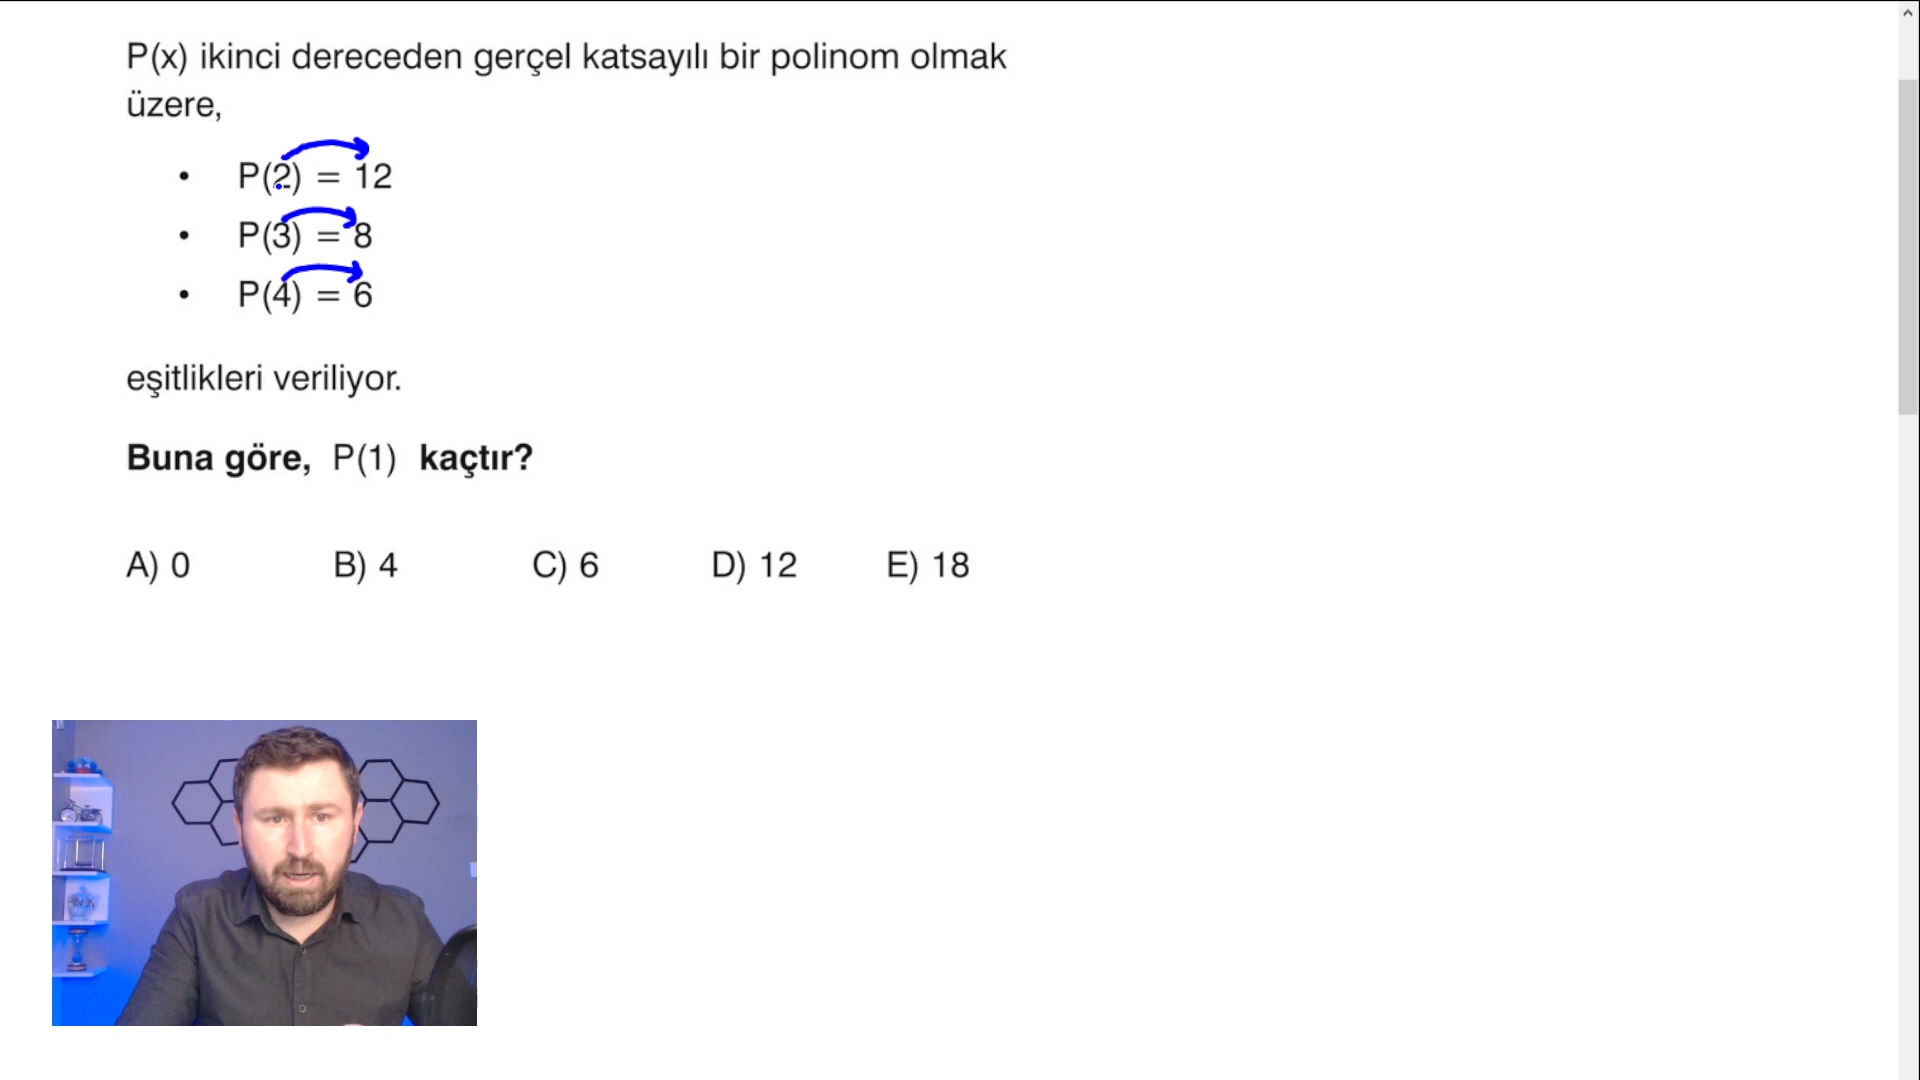 P(x) ikinci dereceden gerçel katsayılı bir polinom olmak
üzere,
• P(2) = 12
• P(3) = 8
• P(4) = 6
eşitlikleri veriliyor.
Buna göre, P(1) kaçtır?
A) 0 B) 4 C) 6 D) 12 E) 18